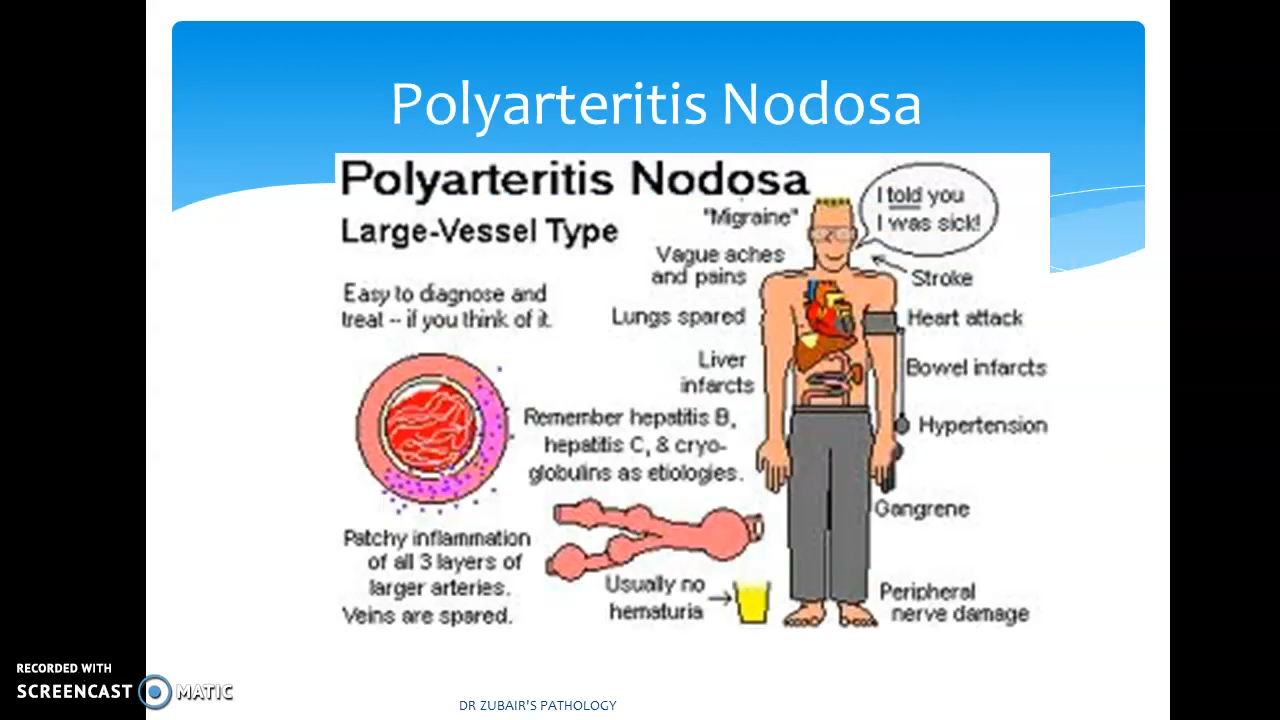 Polyarteritis Nodosa
Polyarteritis Nodosa
Large-Vessel Type
Easy to diagnose and
treat -- if you think of it.
"Migraine"
I told you
I was sick!
Vague aches
and pains
Stroke
Lungs spared
Heart attack
Liver
infarcts
Bowel infarcts
Remember hepatitis B,
hepatitis C, & cryo-
globulins as etiologies.
Hypertension
Gangrene
Patchy inflammation
of all 3 layers of
larger arteries.
Veins are spared.
Usually no
hematuria
Peripheral
nerve damage
RECORDED WITH
SCREENCAST MATIC
DR ZUBAIR'S PATHOLOGY